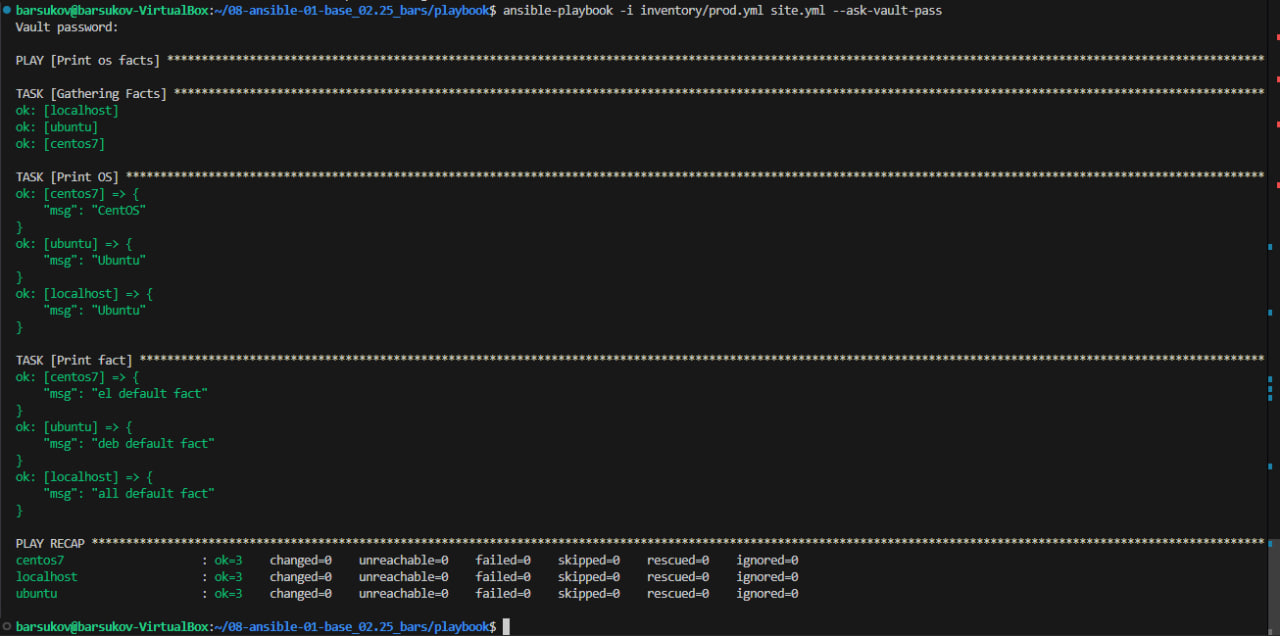 barsukov@barsukov-VirtualBox:~/08-ansible-01-base_02.25_bars/playbook$ ansible-playbook -i inventory/prod.yml site.yml --ask-vault-pass
Vault password:
PLAY [Print os facts] ****************************************************************************************************************************************************************
TASK [Gathering Facts] ***************************************************************************************************************************************************************
ok: [localhost]
ok: [ubuntu]
ok: [centos7]
TASK [Print OS] **********************************************************************************************************************************************************************
ok: [centos7] => {
    "msg": "CentOS"
}
ok: [ubuntu] => {
    "msg": "Ubuntu"
}
ok: [localhost] => {
    "msg": "Ubuntu"
}
TASK [Print fact] ********************************************************************************************************************************************************************
ok: [centos7] => {
    "msg": "el default fact"
}
ok: [ubuntu] => {
    "msg": "deb default fact"
}
ok: [localhost] => {
    "msg": "all default fact"
}
PLAY RECAP ***************************************************************************************************************************************************************************
centos7                    : ok=3    changed=0    unreachable=0    failed=0    skipped=0    rescued=0    ignored=0
localhost                  : ok=3    changed=0    unreachable=0    failed=0    skipped=0    rescued=0    ignored=0
ubuntu                     : ok=3    changed=0    unreachable=0    failed=0    skipped=0    rescued=0    ignored=0
barsukov@barsukov-VirtualBox:~/08-ansible-01-base_02.25_bars/playbook$